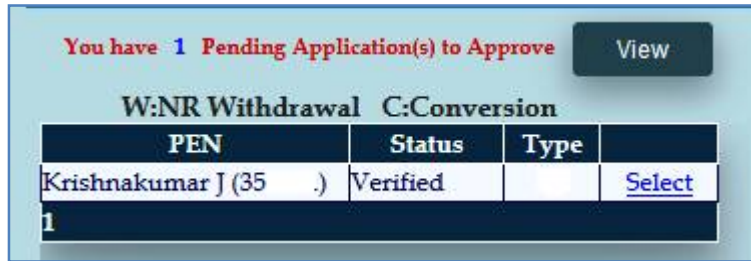 You have 1 Pending Application(s) to Approve View
W:NR Withdrawal C:Conversion
PEN Status Type
Krishnakumar J (35 .) Verified Select
1